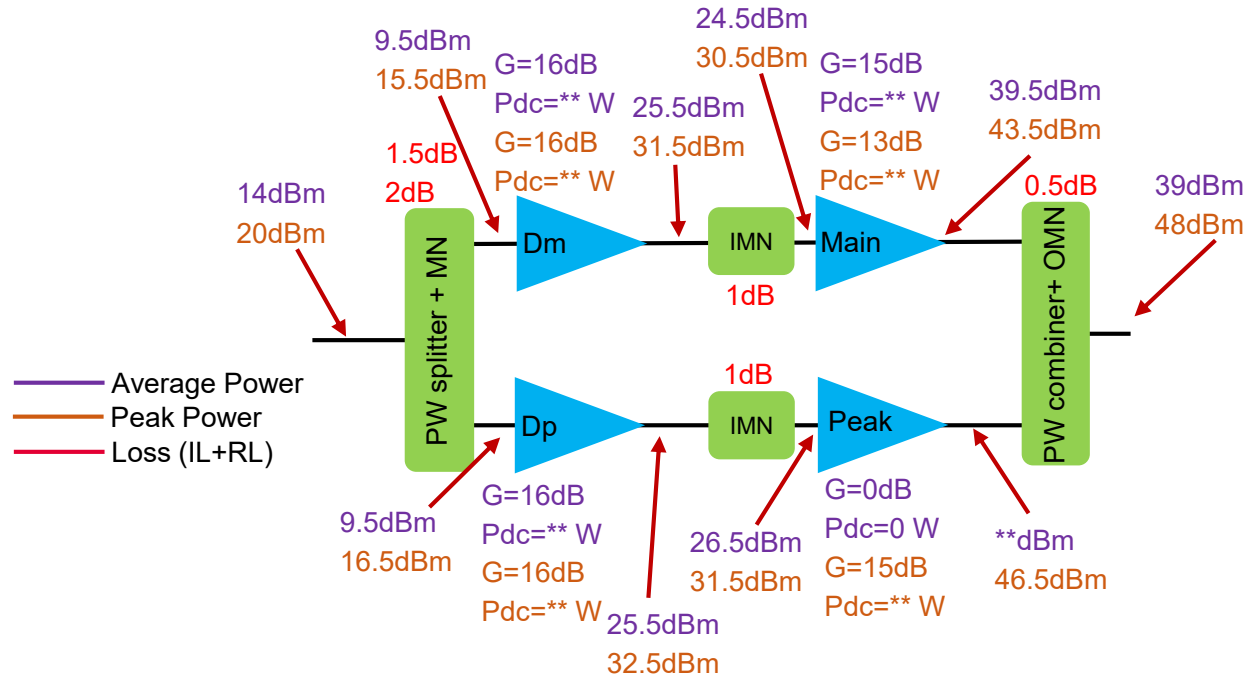 24.5dBm
30.5dBm
9.5dBm
15.5dBm
G=16dB
Pdc=** W
G=16dB
Pdc=** W
25.5dBm
31.5dBm
G=15dB
Pdc=** W
G=13dB
Pdc=** W
39.5dBm
43.5dBm
1.5dB
2dB
14dBm
20dBm
0.5dB
39dBm
48dBm
PW splitter + MN
Dm
IMN
1dB
Main
PW combiner+ OMN
Average Power
Peak Power
Loss (IL+RL)
1dB
Dp
IMN
Peak
9.5dBm
16.5dBm
G=16dB
Pdc=** W
G=16dB
Pdc=** W
25.5dBm
32.5dBm
26.5dBm
31.5dBm
G=0dB
Pdc=0 W
G=15dB
Pdc=** W
**dBm
46.5dBm